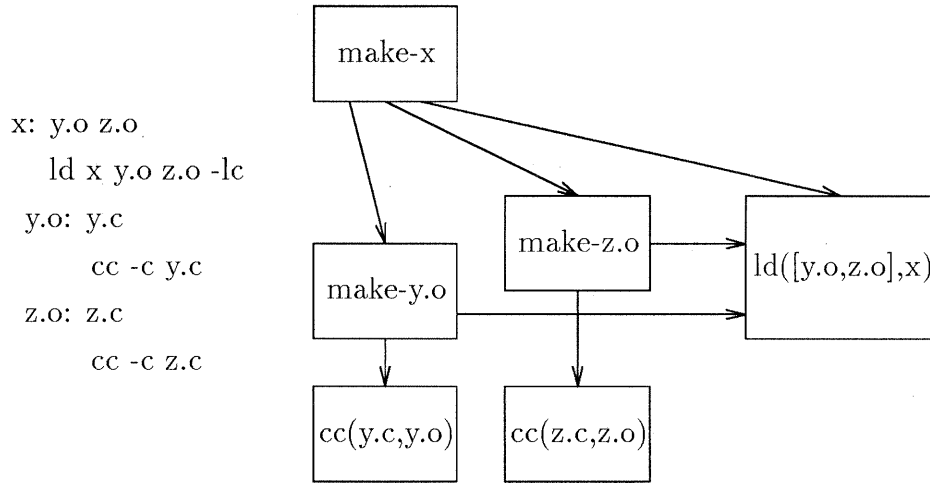 make-x
x: y.o z.o
ld x y.o z.o -lc
y.o: y.c
cc -c y.c
z.o: z.c
cc -c z.c
make-z.o
ld([y.o,z.o],x)
make-y.o
cc(y.c,y.o)
cc(z.c,z.o)